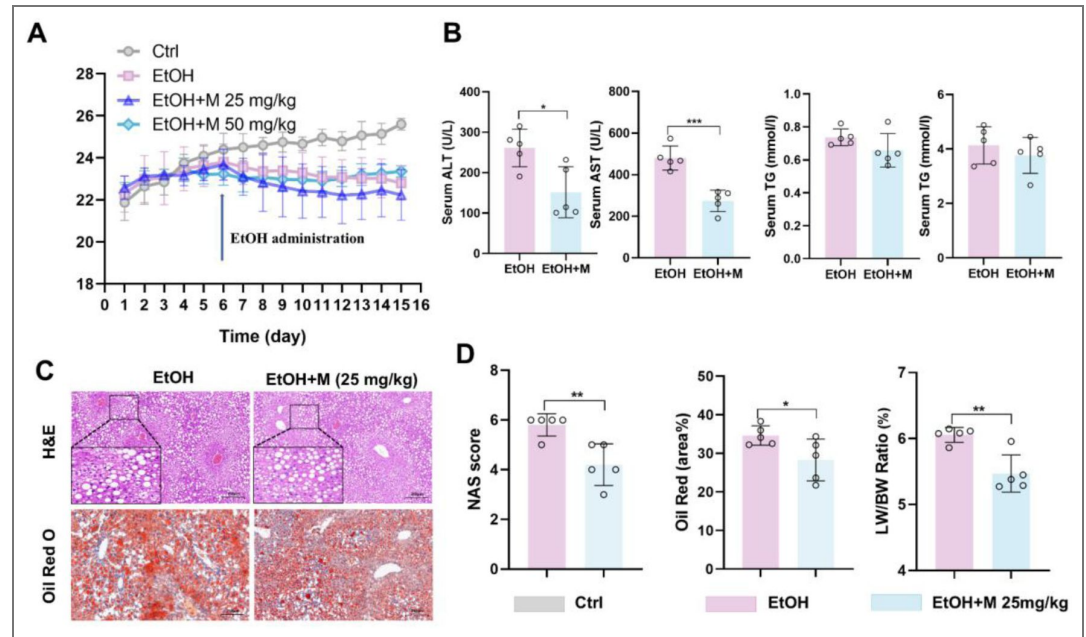 A
Ctrl
EtOH
EtOH+M 25 mg/kg
EtOH+M 50 mg/kg
28
26
24
22
20
18
EtOH administration
0 1 2 3 4 5 6 7 8 9 10 11 12 13 14 15 16
Time (day)
B
Serum ALT (U/L)
400
300
200
100
0
*
EtOH EtOH+M
Serum AST (U/L)
800
600
400
200
0
***
EtOH EtOH+M
Serum TG (mmol/l)
1.0
0.8
0.6
0.4
0.2
0.0
EtOH EtOH+M
Serum TG (mmol/l)
6
4
2
0
EtOH EtOH+M
C
EtOH EtOH+M (25 mg/kg)
H&E
Oil Red O
D
NAS score
8
6
4
2
0
**
Oil Red (area%)
50
40
30
20
10
0
*
LW/BW Ratio (%)
7
6
5
4
**
Ctrl EtOH EtOH+M 25mg/kg